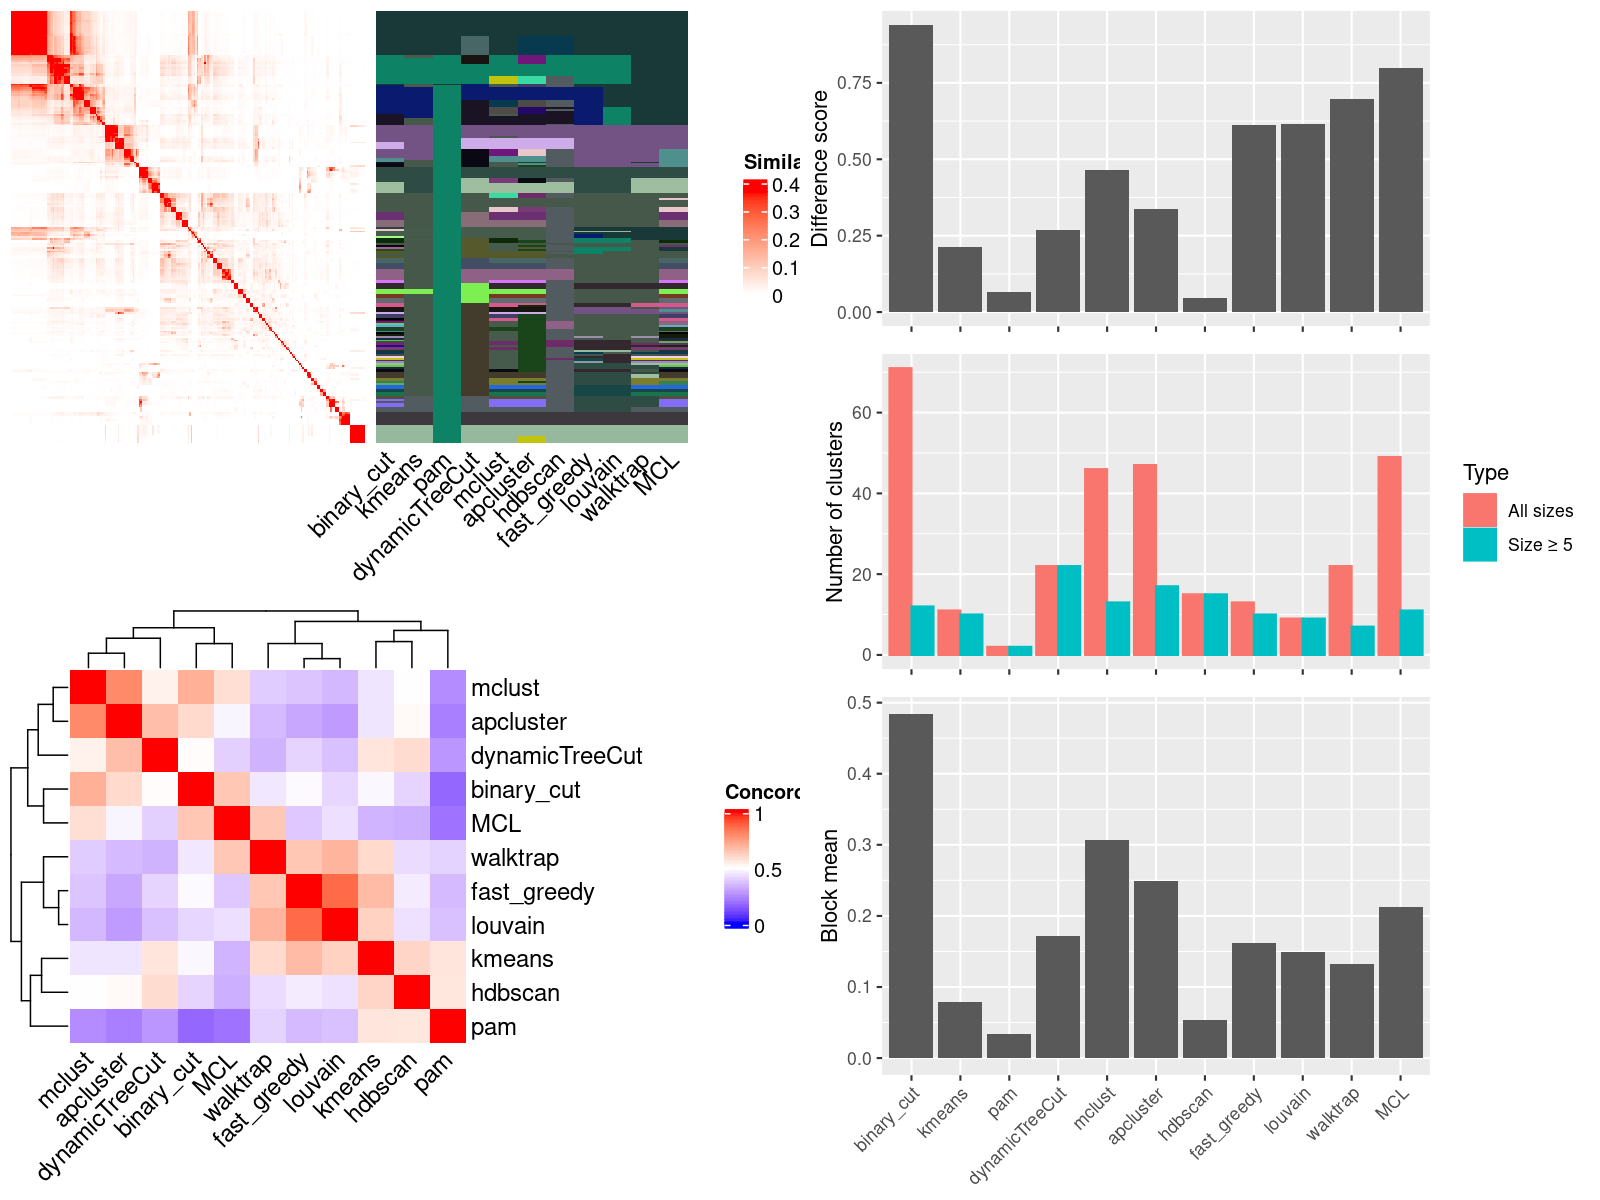 Simila
0.4
0.3
0.2
0.1
0
binary_cut
kmeans
pam
dynamicTreeCut
mclust
apcluster
hdbscan
fast_greedy
louvain
walktrap
MCL
mclust
apcluster
dynamicTreeCut
binary_cut
MCL
walktrap
fast_greedy
louvain
kmeans
hdbscan
pam
mclust
apcluster
dynamicTreeCut
binary_cut
MCL
walktrap
fast_greedy
louvain
kmeans
hdbscan
pam
Concord
1
0.5
0
Difference score
0.75
0.50
0.25
0.00
Number of clusters
60
40
20
0
Type
All sizes
Size ≥ 5
Block mean
0.5
0.4
0.3
0.2
0.1
0.0
binary_cut
kmeans
pam
dynamicTreeCut
mclust
apcluster
hdbscan
fast_greedy
louvain
walktrap
MCL